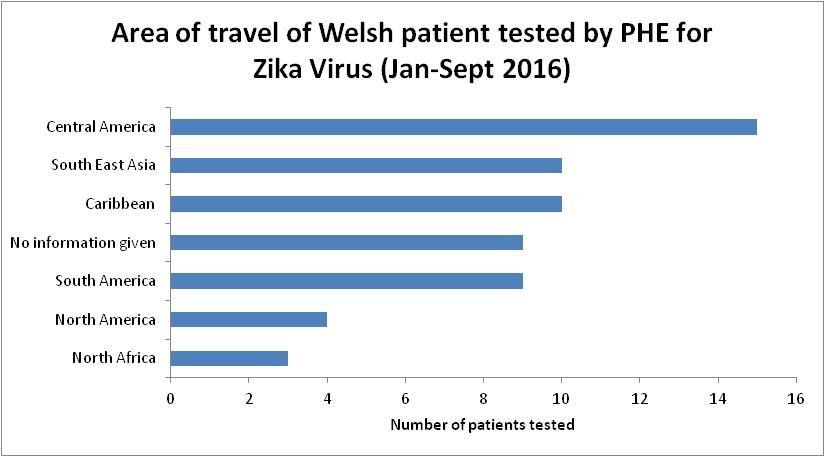 Area of travel of Welsh patient tested by PHE for
Zika Virus (Jan-Sept 2016)
Central America
South East Asia
Caribbean
No information given
South America
North America
North Africa
0 2 4 6 8 10 12 14 16
Number of patients tested